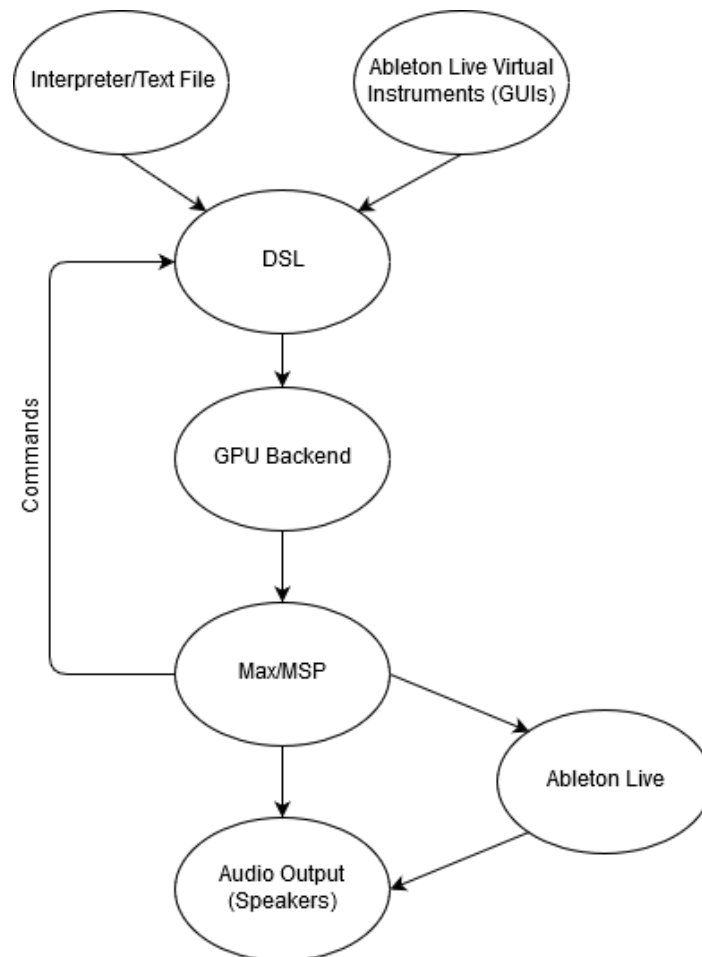 Interpreter/Text File
Ableton Live Virtual
Instruments (GUIs)
DSL
Commands
GPU Backend
Max/MSP
Ableton Live
Audio Output
(Speakers)